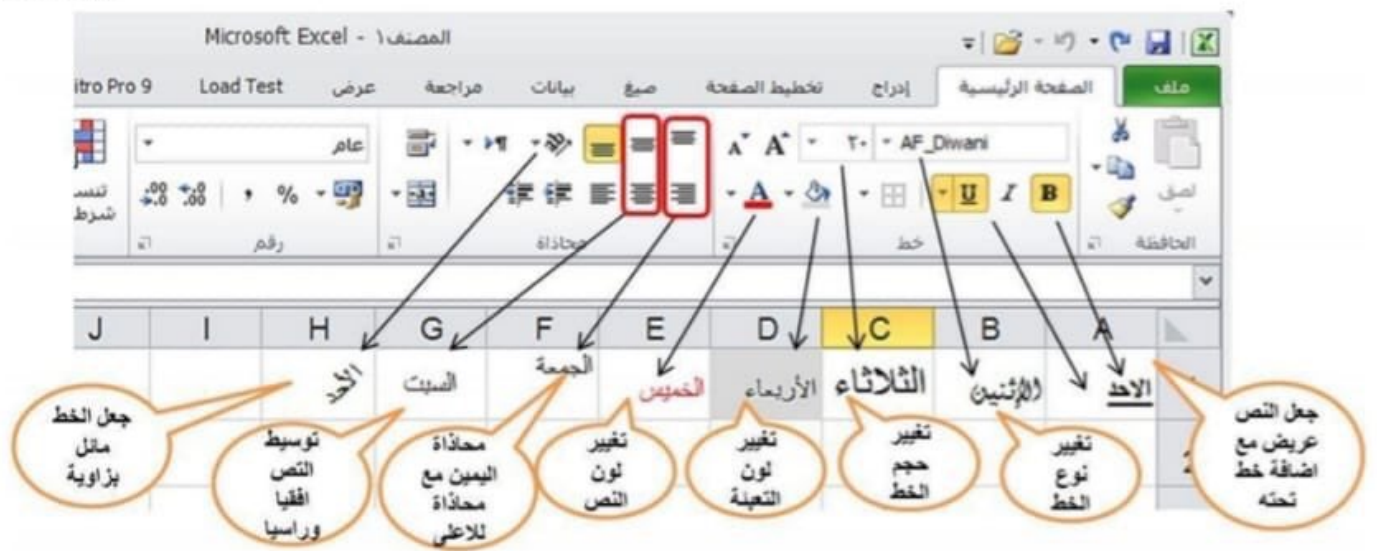 المصنف١ - Microsoft Excel
ملف
الصفحة الرئيسية
إدراج
تخطيط الصفحة
صيغ
بيانات
مراجعة
عرض
Load Test
itro Pro 9
لصق
AF_Diwani
٢٠
A A
عام
B I U
A
%
تنس
شرط
الحافظة
خط
محاذاة
رقم
A B C D E F G H I J
الاحد
الإثنين
الثلاثاء
الأربعاء
الخميس
الجمعة
السبت
الأحد
2
جعل النص
عريض مع
اضافة خط
تحته
تغيير
نوع
الخط
تغيير
حجم
الخط
تغيير
لون
التعبئة
تغيير
لون
النص
محاذاة
اليمين مع
محاذاة
للاعلى
توسيط
النص
افقيا
وراسيا
جعل الخط
مائل
بزاوية